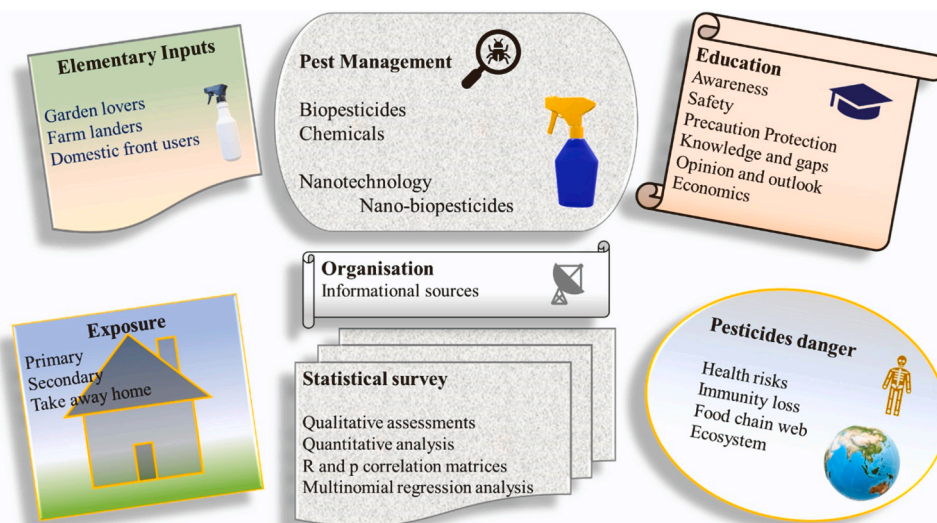 Elementary Inputs
Garden lovers
Farm landers
Domestic front users
Pest Management
Biopesticides
Chemicals
Nanotechnology
Nano-biopesticides
Education
Awareness
Safety
Precaution Protection
Knowledge and gaps
Opinion and outlook
Economics
Organisation
Informational sources
Exposure
Primary
Secondary
Take away home
Statistical survey
Qualitative assessments
Quantitative analysis
R and p correlation matrices
Multinomial regression analysis
Pesticides danger
Health risks
Immunity loss
Food chain web
Ecosystem